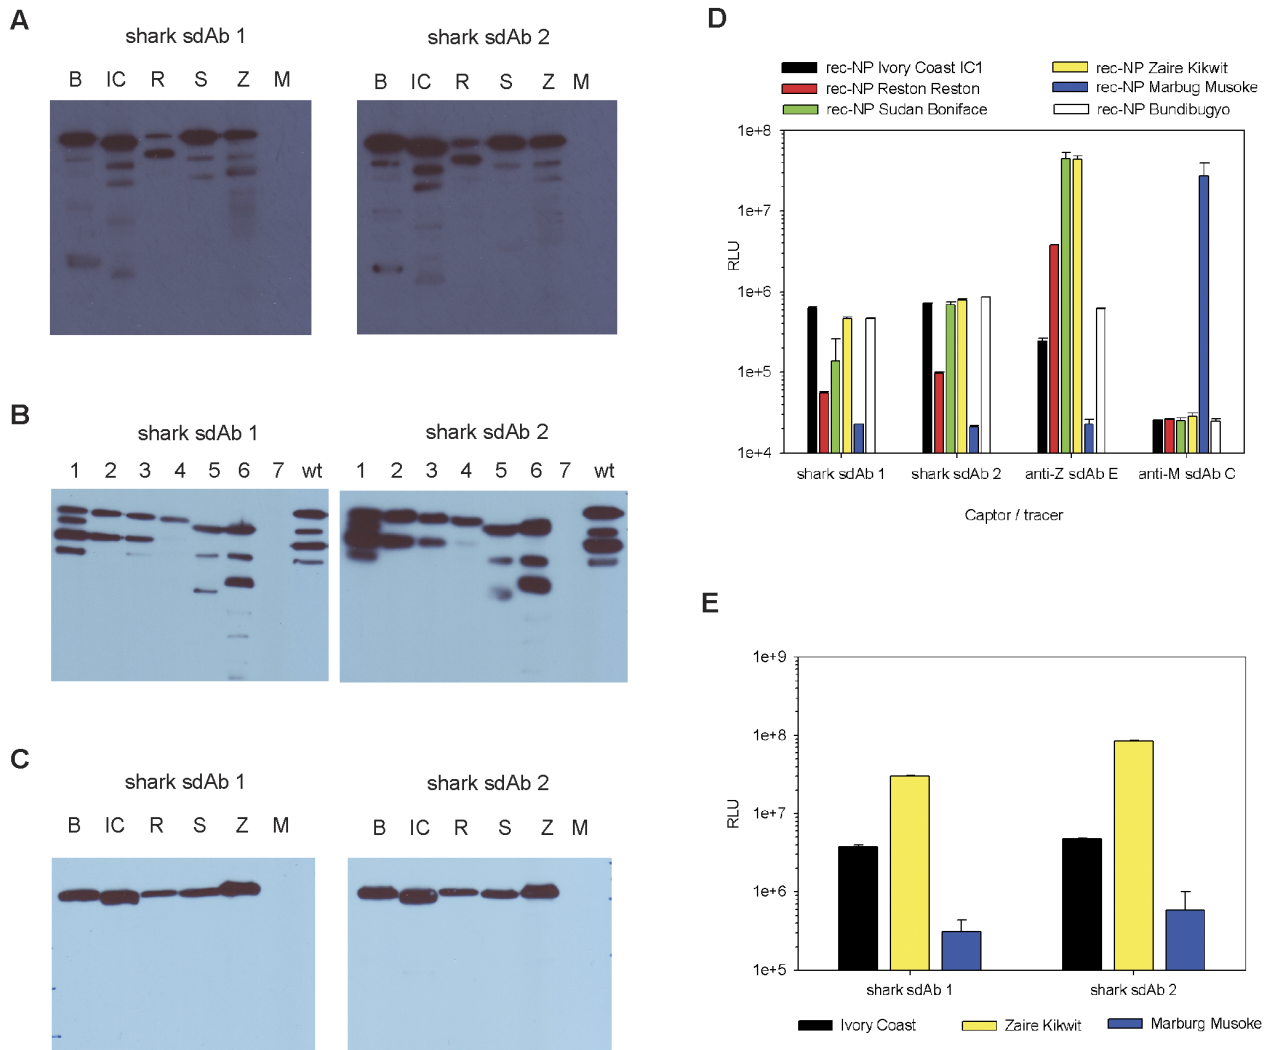 A
shark sdAb 1
shark sdAb 2
B IC R S Z M
B IC R S Z M
B
shark sdAb 1
shark sdAb 2
1 2 3 4 5 6 7 wt
1 2 3 4 5 6 7 wt
C
shark sdAb 1
shark sdAb 2
B IC R S Z M
B IC R S Z M
D
rec-NP Ivory Coast IC1
rec-NP Reston Reston
rec-NP Sudan Boniface
rec-NP Zaire Kikwit
rec-NP Marbug Musoke
rec-NP Bundibugyo
1e+8
1e+7
1e+6
1e+5
1e+4
RLU
shark sdAb 1
shark sdAb 2
anti-Z sdAb E
anti-M sdAb C
Captor / tracer
E
1e+9
1e+8
1e+7
1e+6
1e+5
RLU
shark sdAb 1
shark sdAb 2
Ivory Coast
Zaire Kikwit
Marburg Musoke